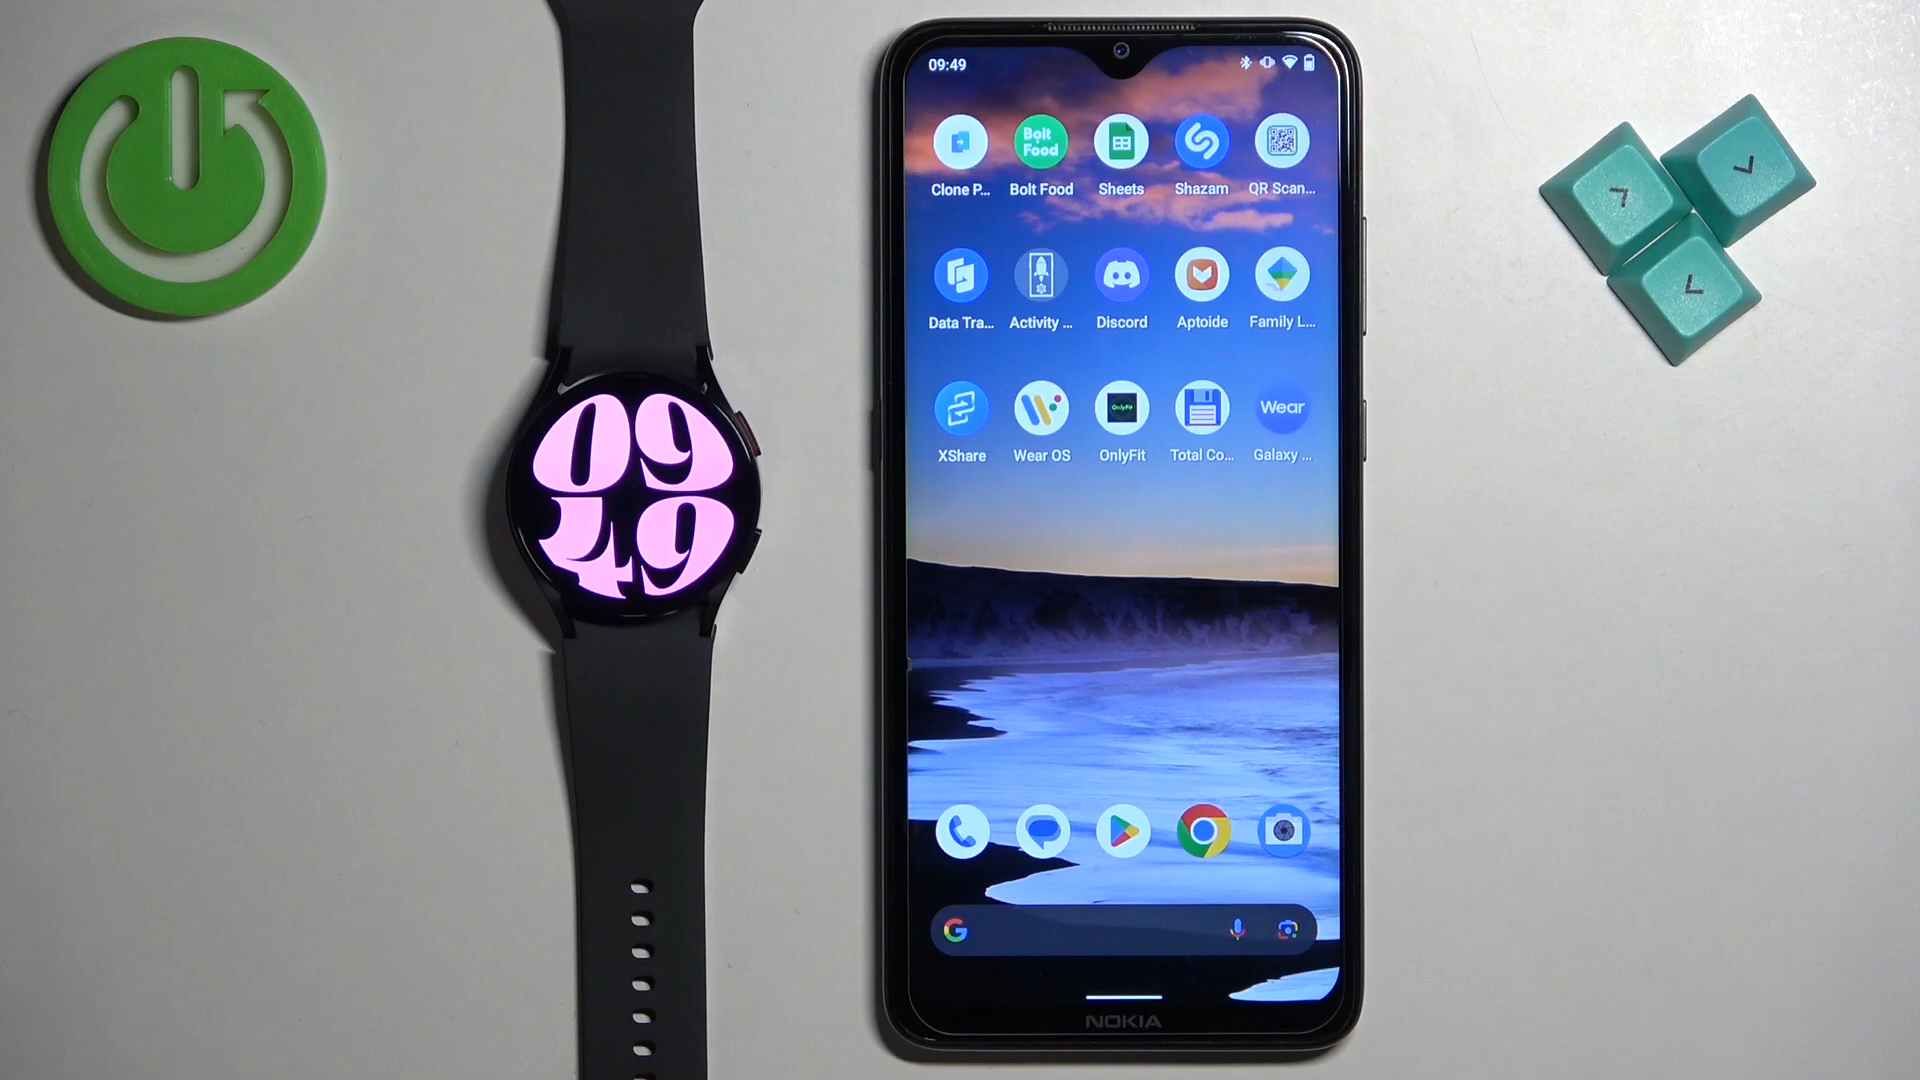 09
49
09:49
Bolt
Food
Clone P...
Bolt Food
Sheets
Shazam
QR Scan...
Data Tra...
Activity ...
Discord
Aptoide
Family L...
OnlyFit
Wear
XShare
Wear OS
OnlyFit
Total Co...
Galaxy ...
G
NOKIA